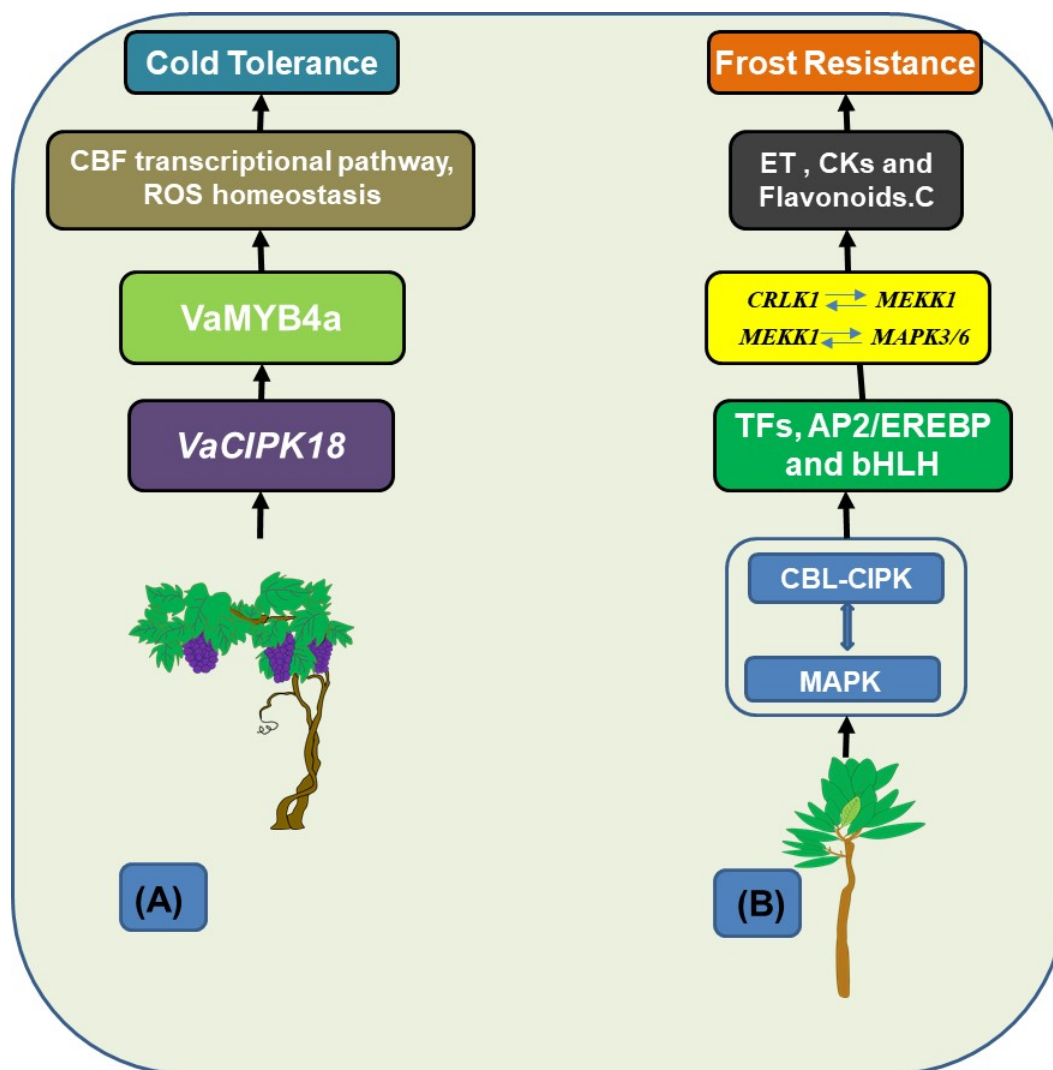 Cold Tolerance
CBF transcriptional pathway,
ROS homeostasis
VaMYB4a
VaCIPK18
(A)
Frost Resistance
ET , CKs and
Flavonoids.C
CRLK1 MEKK1
MEKK1 MAPK3/6
TFs, AP2/EREBP
and bHLH
CBL-CIPK
MAPK
(B)